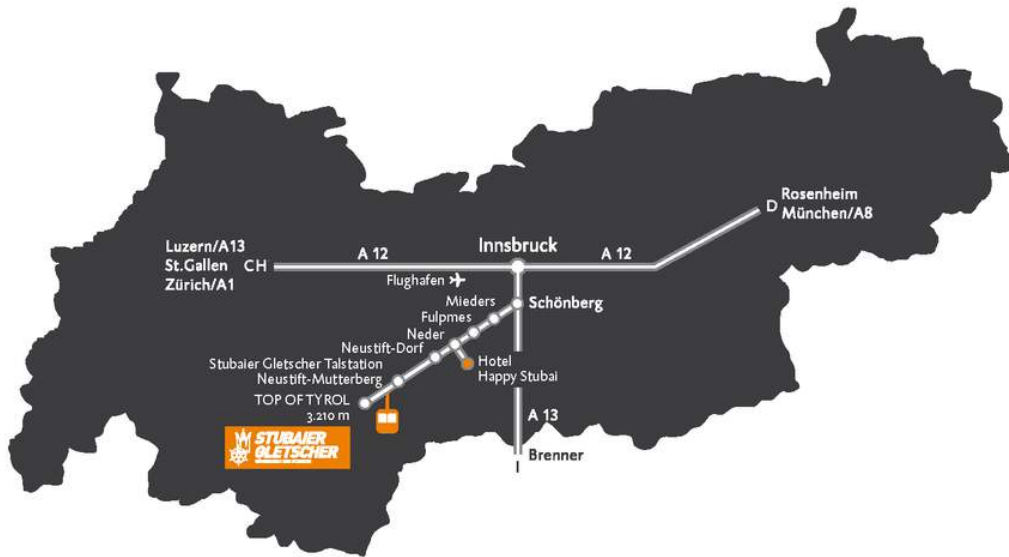 Rosenheim
D
München/A8
Luzern/A13
St.Gallen
CH
Zürich/A1
A 12
Innsbruck
A 12
Flughafen
Mieders
Schönberg
Fulpmes
Neder
Neustift-Dorf
Hotel
Happy Stubai
Stubaier Gletscher Talstation
Neustift-Mutterberg
TOP OF TYROL
3.210 m
A 13
STUBAIER
GLETSCHER
Brenner
I